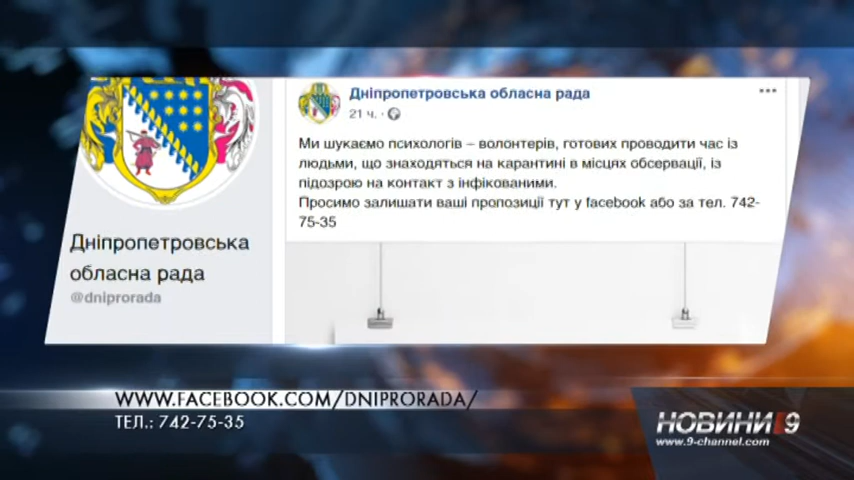 Дніпропетровська обласна рада
21 ч. ·
Ми шукаємо психологів – волонтерів, готових проводити час із
людьми, що знаходяться на карантині в місцях обсервації, із
підозрою на контакт з інфікованими.
Просимо залишати ваші пропозиції тут у facebook або за тел. 742-
75-35
Дніпропетровська
обласна рада
@dniprorada
WWW.FACEBOOK.COM/DNIPRORADA/
ТЕЛ.: 742-75-35
НОВИНИ 9
www.9-channel.com